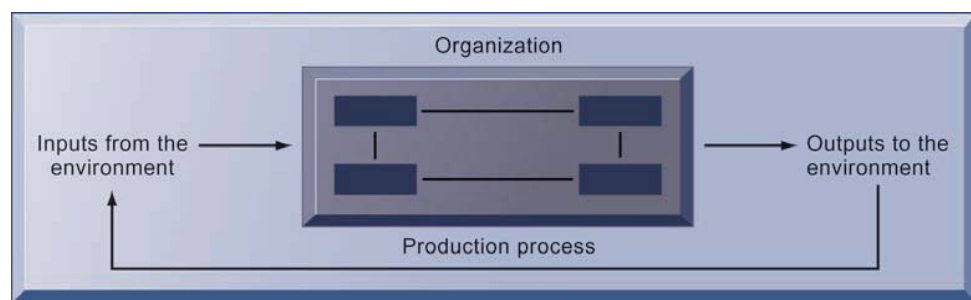 Organization
Inputs from the
environment
Outputs to the
environment
Production process